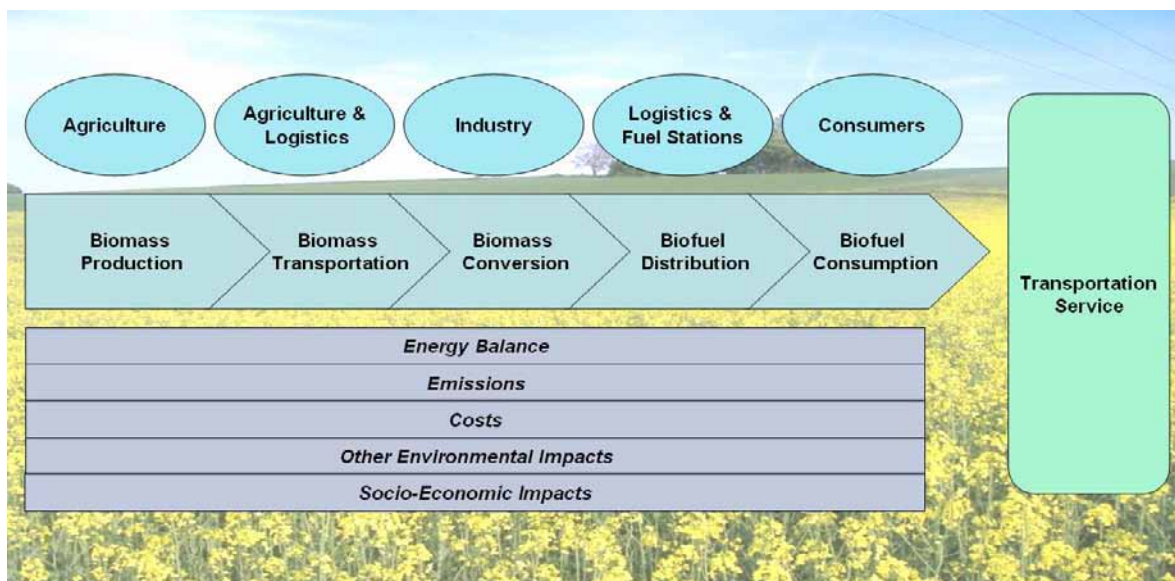 Agriculture
Agriculture &
Logistics
Industry
Logistics &
Fuel Stations
Consumers
Biomass
Production
Biomass
Transportation
Biomass
Conversion
Biofuel
Distribution
Biofuel
Consumption
Transportation
Service
Energy Balance
Emissions
Costs
Other Environmental Impacts
Socio-Economic Impacts